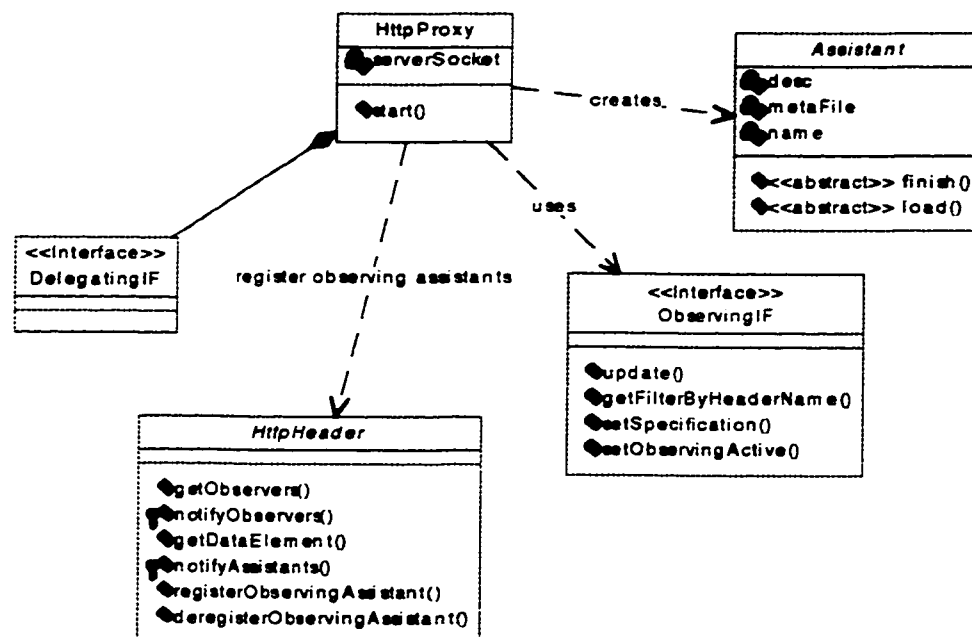 HttpProxy
serverSocket
start()
Assistant
desc
metaFile
name
<<abstract>> finish()
<<abstract>> load()
creates
uses
<<Interface>>
DelegatingIF
register observing assistants
<<Interface>>
ObservingIF
update()
getFilterByHeaderName()
setSpecification()
setObservingActive()
HttpHeader
getObservers()
notifyObservers()
getDataElement()
notifyAssistants()
registerObservingAssistant()
deregisterObservingAssistant()